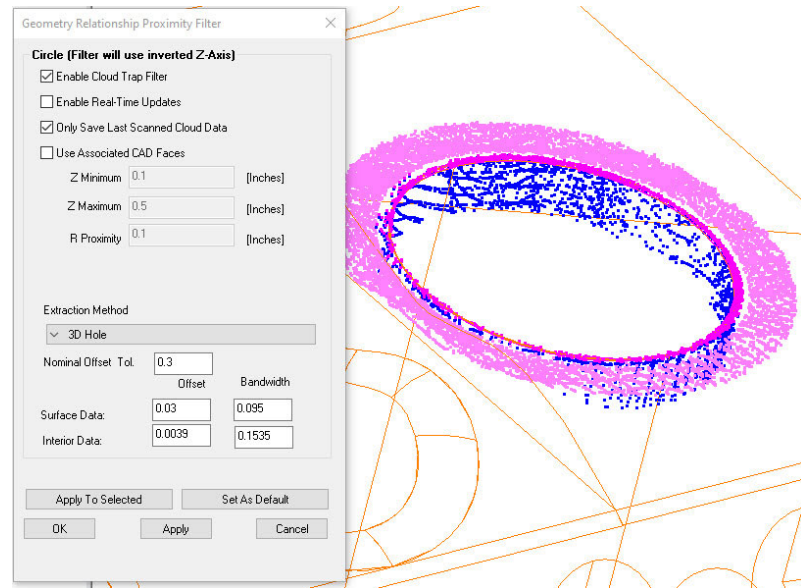 Geometry Relationship Proximity Filter
Circle (Filter will use inverted Z-Axis)
Enable Cloud Trap Filter
Enable Real-Time Updates
Only Save Last Scanned Cloud Data
Use Associated CAD Faces
Z Minimum 0.1 [Inches]
Z Maximum 0.5 [Inches]
R Proximity 0.1 [Inches]
Extraction Method
3D Hole
Nominal Offset Tol. 0.3
Offset Bandwidth
Surface Data: 0.03 0.095
Interior Data: 0.0039 0.1535
Apply To Selected Set As Default
OK Apply Cancel